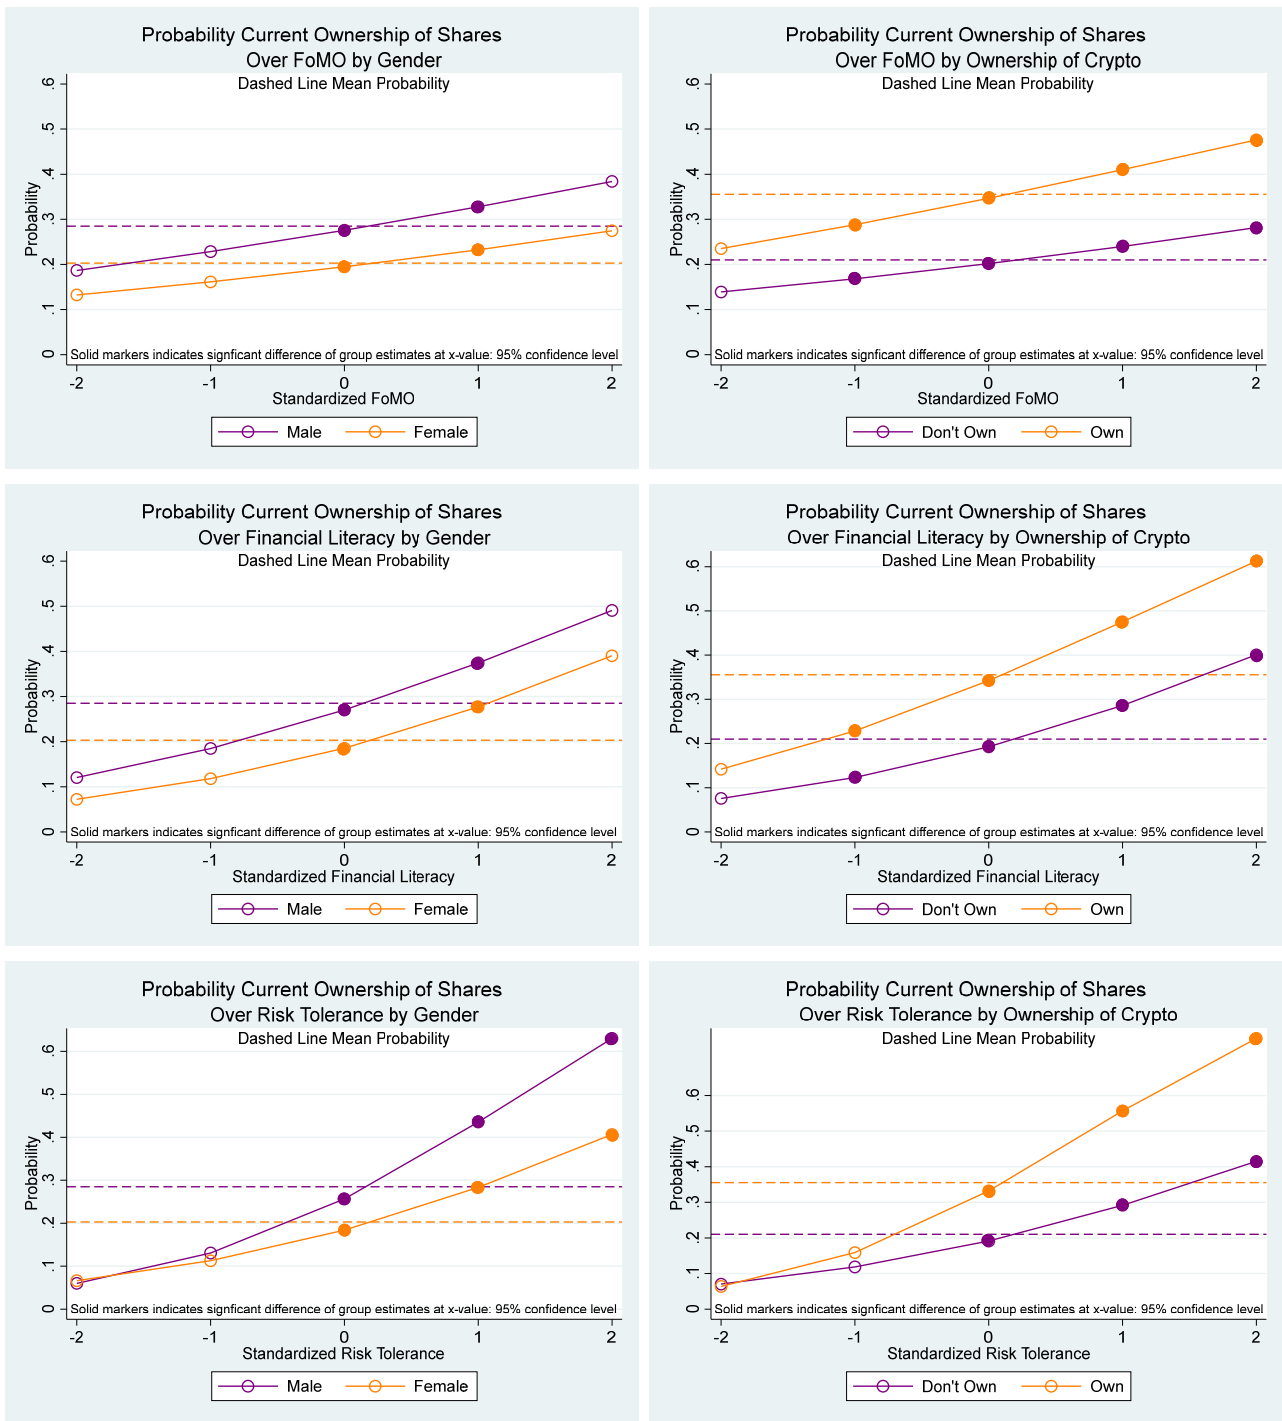 Probability Current Ownership of Shares
Over FoMO by Gender
Dashed Line Mean Probability
Probability
.6
.5
.4
.3
.2
.1
0
Solid markers indicates signficant difference of group estimates at x-value: 95% confidence level
-2 -1 0 1 2
Standardized FoMO
Male Female
Probability Current Ownership of Shares
Over FoMO by Ownership of Crypto
Dashed Line Mean Probability
Probability
.6
.5
.4
.3
.2
.1
0
Solid markers indicates signficant difference of group estimates at x-value: 95% confidence level
-2 -1 0 1 2
Standardized FoMO
Don't Own Own
Probability Current Ownership of Shares
Over Financial Literacy by Gender
Dashed Line Mean Probability
Probability
.6
.5
.4
.3
.2
.1
0
Solid markers indicates signficant difference of group estimates at x-value: 95% confidence level
-2 -1 0 1 2
Standardized Financial Literacy
Male Female
Probability Current Ownership of Shares
Over Financial Literacy by Ownership of Crypto
Dashed Line Mean Probability
Probability
.6
.5
.4
.3
.2
.1
0
Solid markers indicates signficant difference of group estimates at x-value: 95% confidence level
-2 -1 0 1 2
Standardized Financial Literacy
Don't Own Own
Probability Current Ownership of Shares
Over Risk Tolerance by Gender
Dashed Line Mean Probability
Probability
.6
.5
.4
.3
.2
.1
0
Solid markers indicates signficant difference of group estimates at x-value: 95% confidence level
-2 -1 0 1 2
Standardized Risk Tolerance
Male Female
Probability Current Ownership of Shares
Over Risk Tolerance by Ownership of Crypto
Dashed Line Mean Probability
Probability
.6
.5
.4
.3
.2
.1
0
Solid markers indicates signficant difference of group estimates at x-value: 95% confidence level
-2 -1 0 1 2
Standardized Risk Tolerance
Don't Own Own